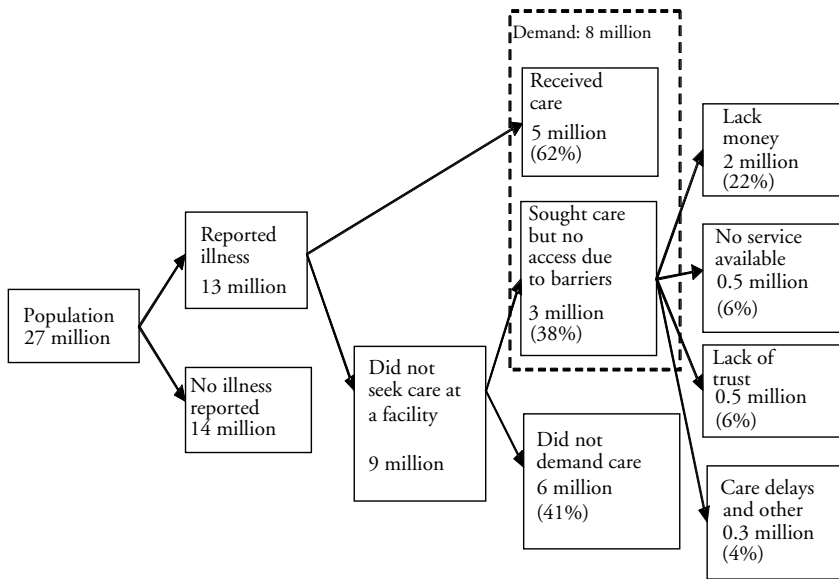 Population
27 million
Reported
illness
13 million
No illness
reported
14 million
Did not
seek care at
a facility
9 million
Demand: 8 million
Received
care
5 million
(62%)
Sought care
but no
access due
to barriers
3 million
(38%)
Did not
demand care
6 million
(41%)
Lack
money
2 million
(22%)
No service
available
0.5 million
(6%)
Lack of
trust
0.5 million
(6%)
Care delays
and other
0.3 million
(4%)